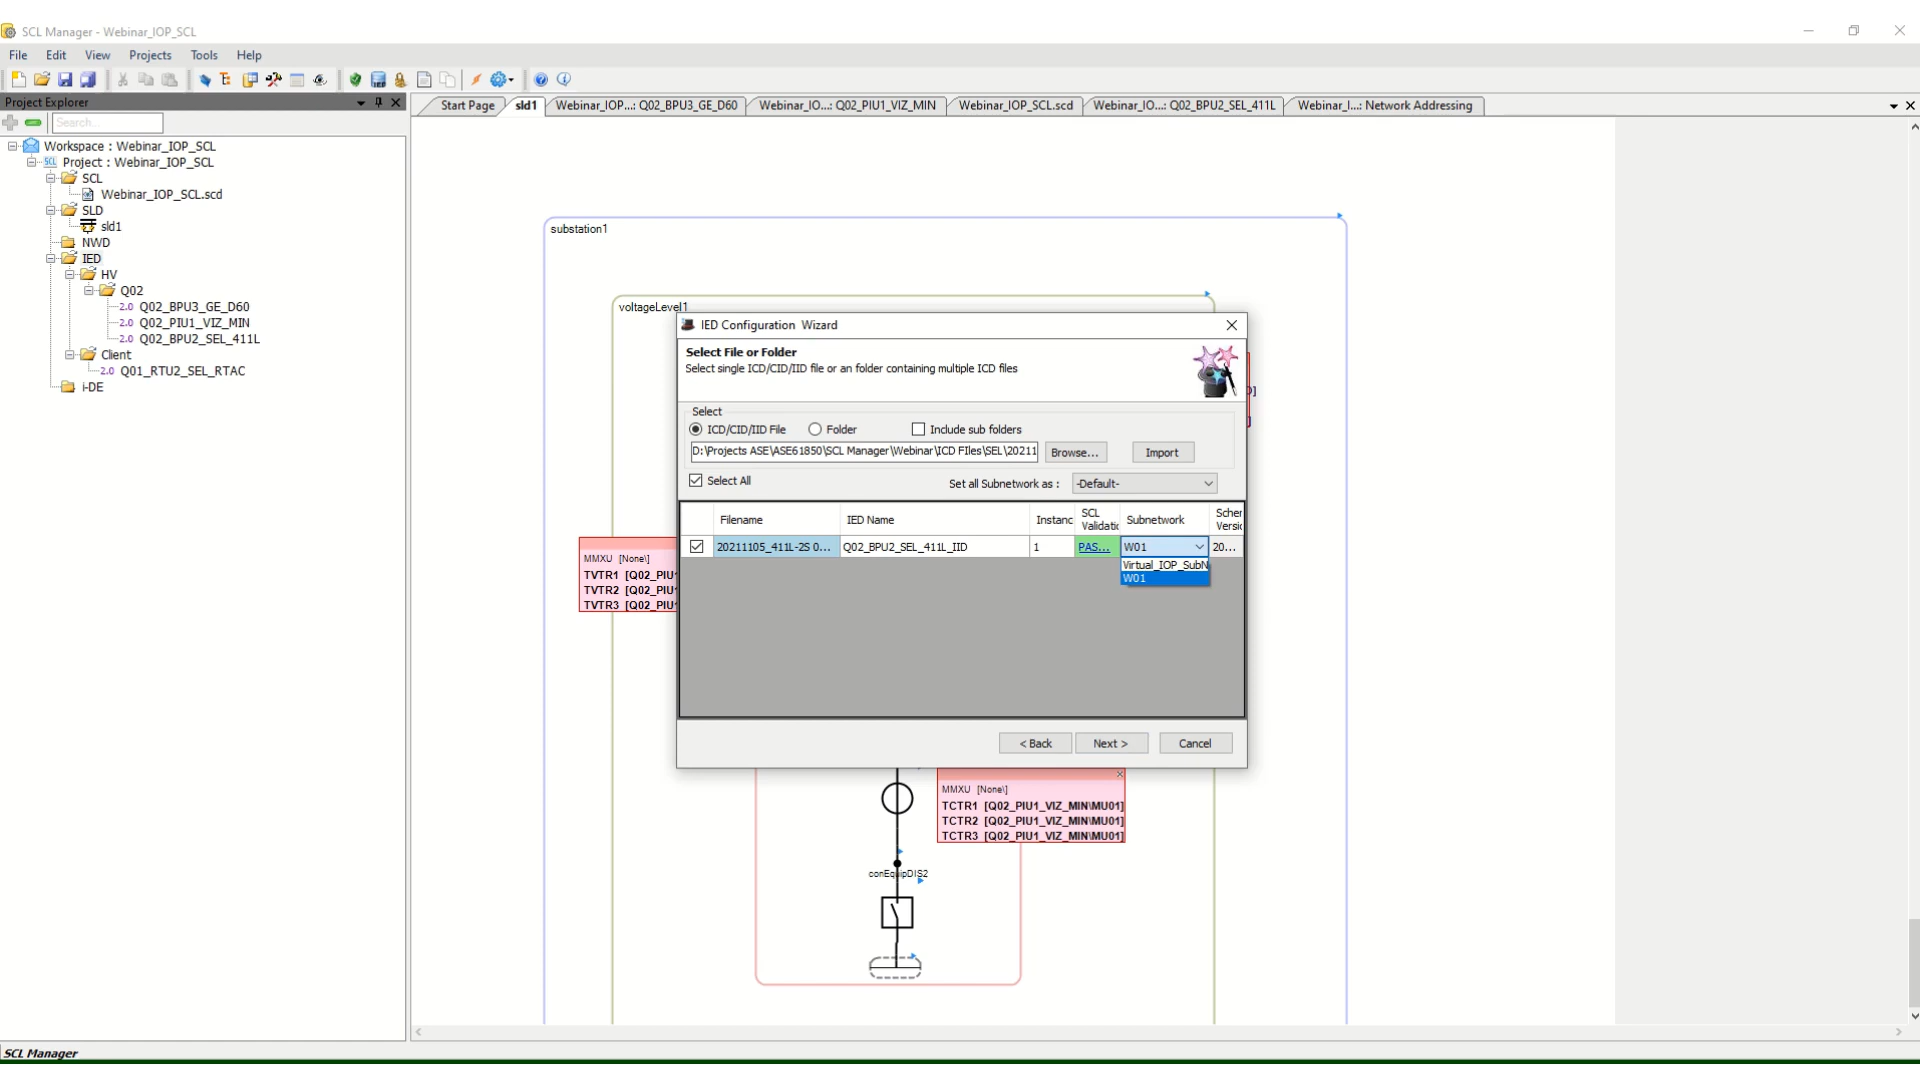 SCL Manager - Webinar_IOP_SCL
File Edit View Projects Tools Help
Project Explorer
Search...
Workspace : Webinar_IOP_SCL
Project : Webinar_IOP_SCL
SCL
Webinar_IOP_SCL.scd
SLD
sld1
NWD
IED
HV
Q02
2.0 Q02_BPU3_GE_D60
2.0 Q02_PIU1_VIZ_MIN
2.0 Q02_BPU2_SEL_411L
Client
2.0 Q01_RTU2_SEL_RTAC
i-DE
Start Page sld1 Webinar_IOP...: Q02_BPU3_GE_D60 Webinar_IO...: Q02_PIU1_VIZ_MIN Webinar_IOP_SCL.scd Webinar_IO...: Q02_BPU2_SEL_411L Webinar_I...: Network Addressing
substation1
voltageLevel1
IED Configuration Wizard
Select File or Folder
Select single ICD/CID/IID file or an folder containing multiple ICD files
Select
ICD/CID/IID File Folder Include sub folders
D:\Projects ASE\ASE61850\SCL Manager\Webinar\ICD FIles\SEL\20211 Browse... Import
Select All Set all Subnetwork as : -Default-
Filename IED Name Instanc SCL Validatic Subnetwork Scher Versic
20211105_411L-2S 0... Q02_BPU2_SEL_411L_IID 1 PAS... W01 20...
Virtual_IOP_SubN
W01
< Back Next > Cancel
MMXU [None\]
TVTR1 [Q02_PIU1
TVTR2 [Q02_PIU1
TVTR3 [Q02_PIU1
MMXU [None\]
TCTR1 [Q02_PIU1_VIZ_MIN\MU01]
TCTR2 [Q02_PIU1_VIZ_MIN\MU01]
TCTR3 [Q02_PIU1_VIZ_MIN\MU01]
conEquipDIS2
SCL Manager